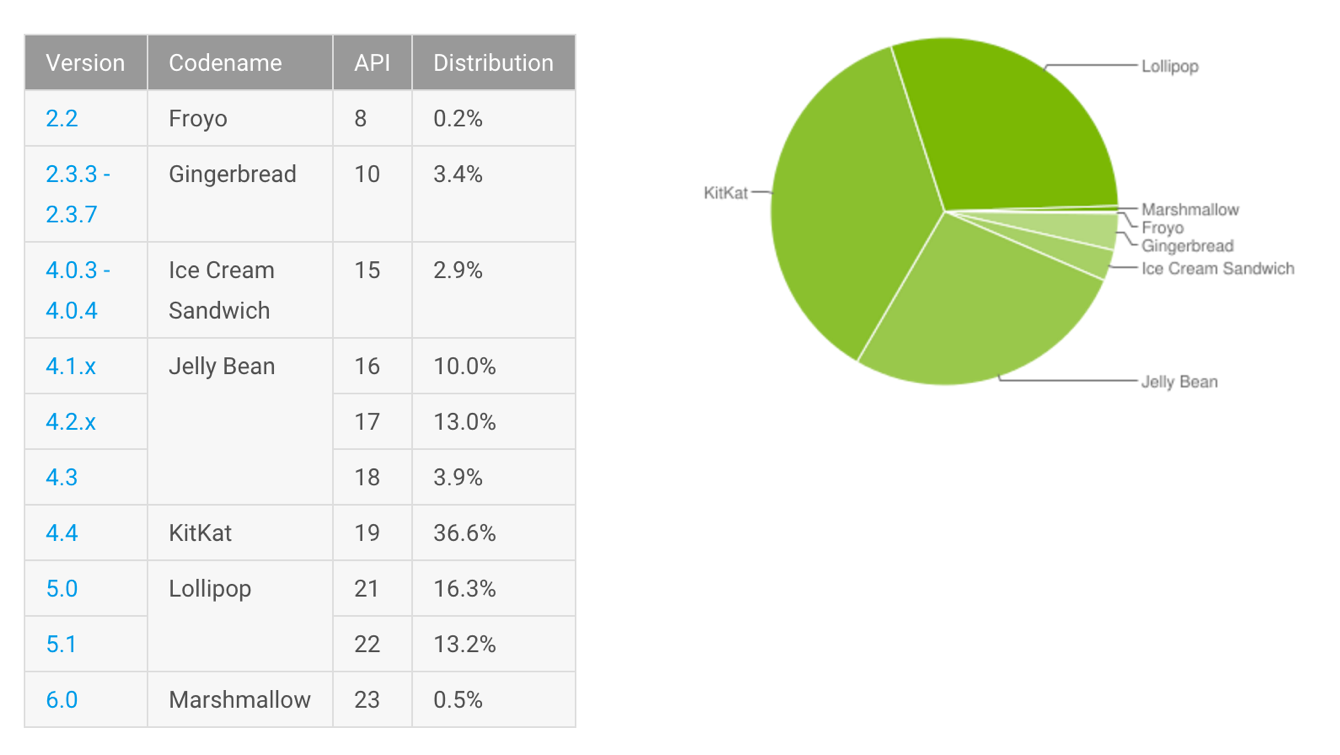 Version Codename API Distribution
2.2 Froyo 8 0.2%
2.3.3 - Gingerbread 10 3.4%
2.3.7
4.0.3 - Ice Cream 15 2.9%
4.0.4 Sandwich
4.1.x Jelly Bean 16 10.0%
4.2.x 17 13.0%
4.3 18 3.9%
4.4 KitKat 19 36.6%
5.0 Lollipop 21 16.3%
5.1 22 13.2%
6.0 Marshmallow 23 0.5%
Lollipop
KitKat
Marshmallow
Froyo
Gingerbread
Ice Cream Sandwich
Jelly Bean